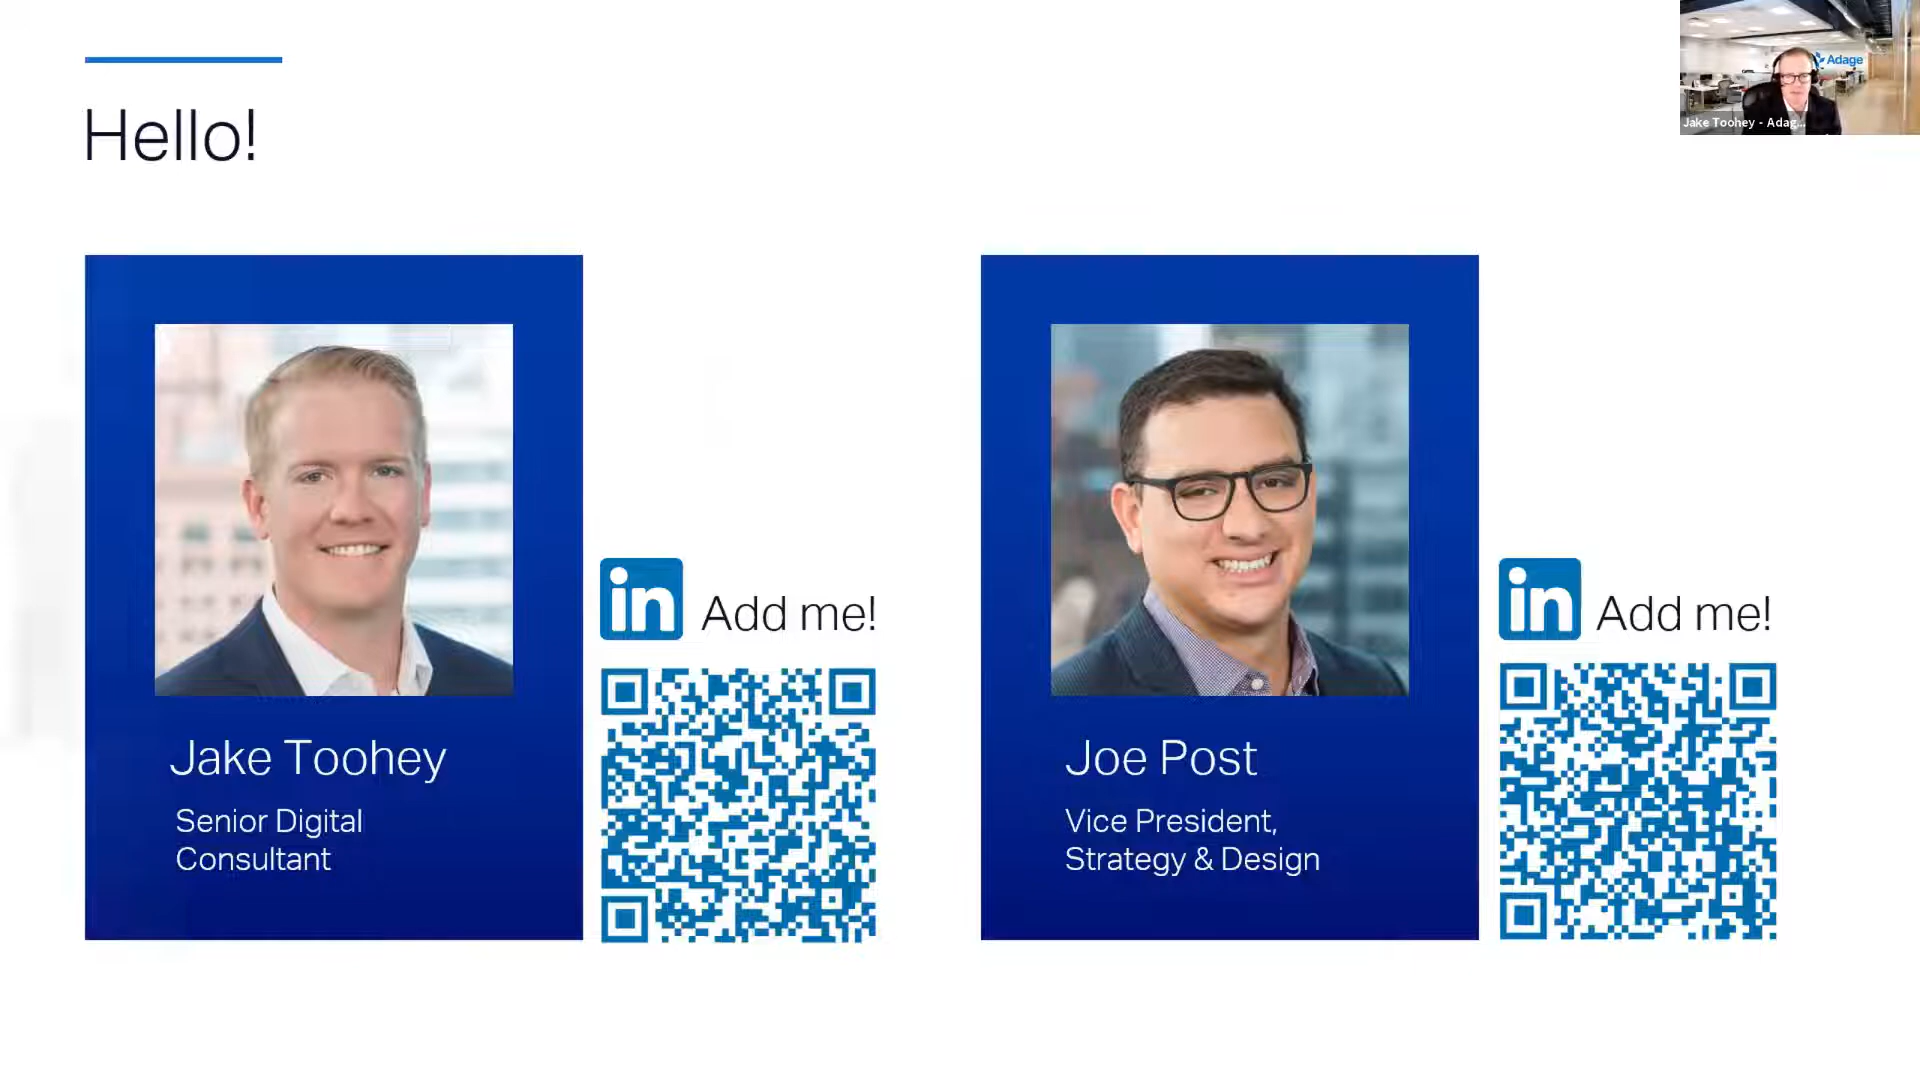 Hello!
Adage
Jake Toohey - Adag...
in Add me!
Jake Toohey
Senior Digital
Consultant
in Add me!
Joe Post
Vice President,
Strategy & Design